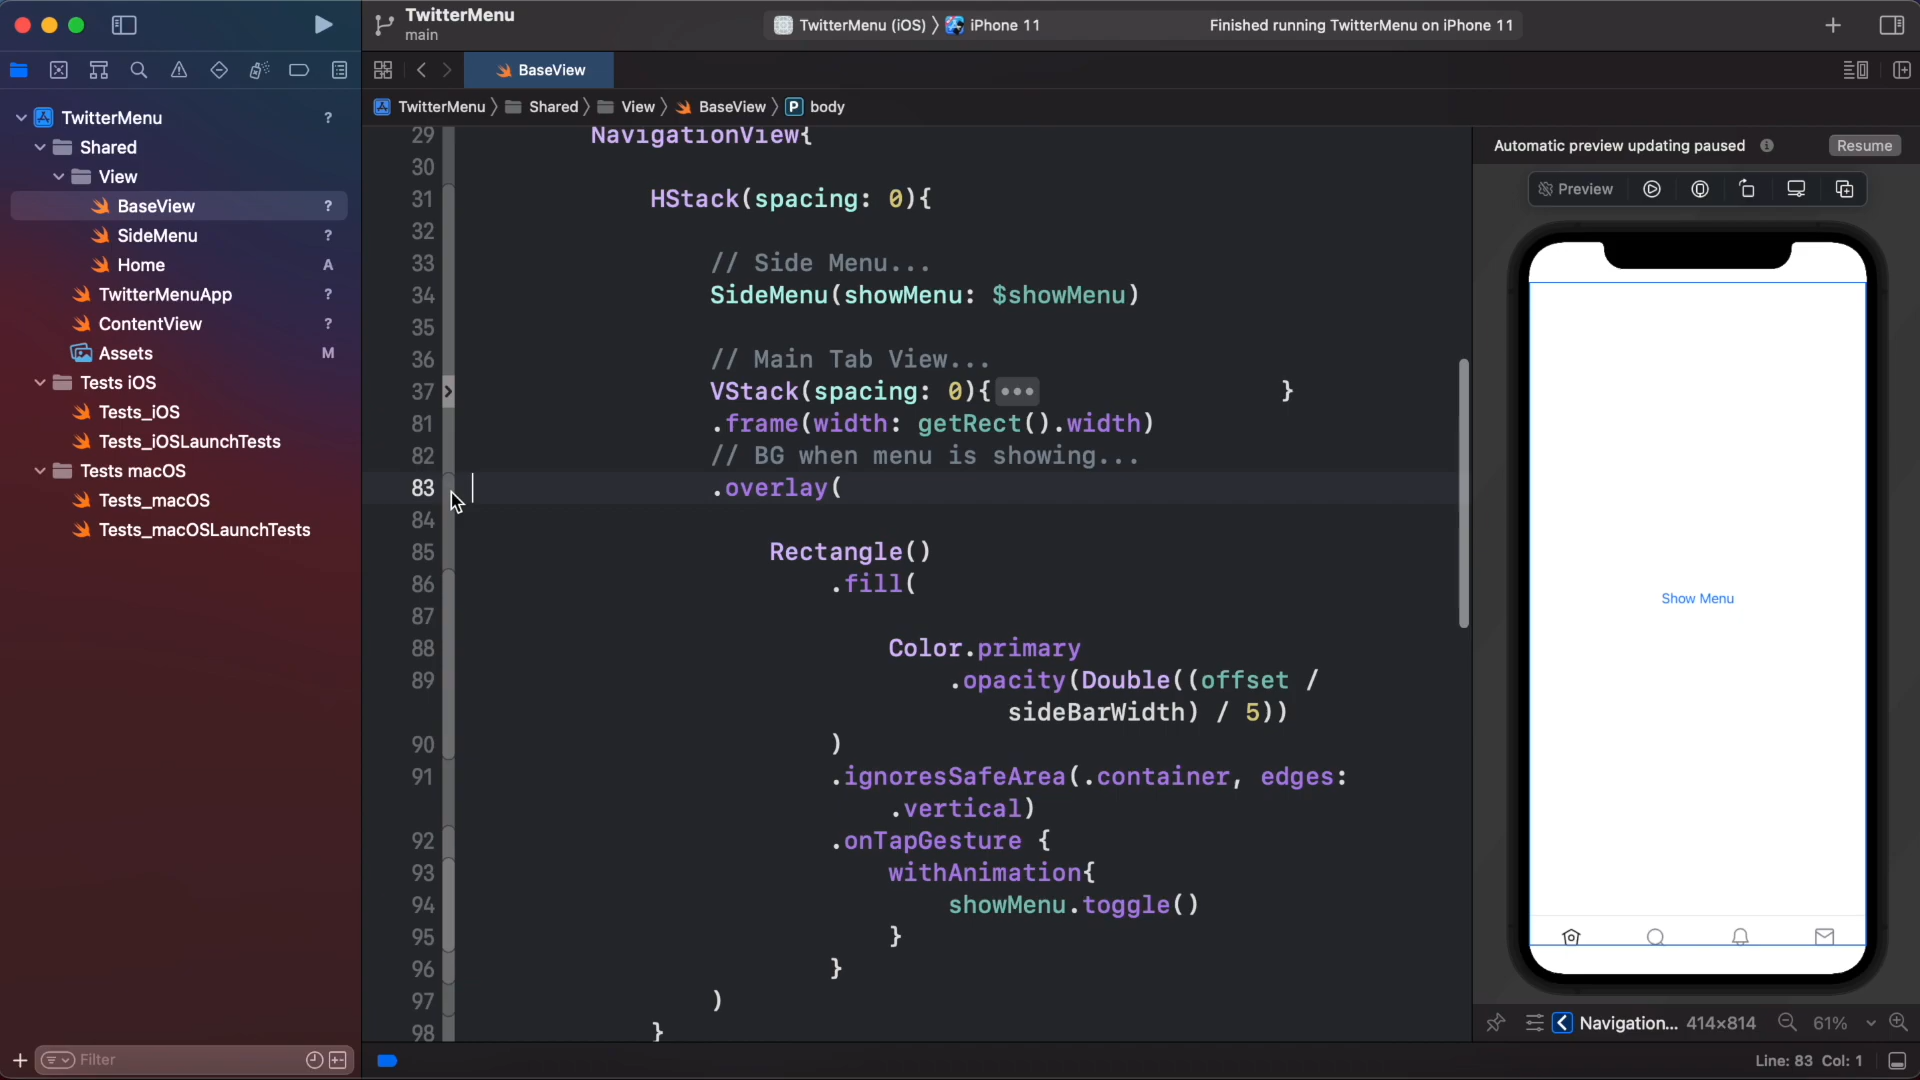 TwitterMenu
main
TwitterMenu (iOS) 〉 iPhone 11
Finished running TwitterMenu on iPhone 11
BaseView
TwitterMenu 〉 Shared 〉 View 〉 BaseView 〉 P body
TwitterMenu ?
Shared
View
BaseView ?
SideMenu ?
Home A
TwitterMenuApp ?
ContentView ?
Assets M
Tests iOS
Tests_iOS
Tests_iOSLaunchTests
Tests macOS
Tests_macOS
Tests_macOSLaunchTests
Filter
29 NavigationView{
30
31 HStack(spacing: 0){
32
33 // Side Menu...
34 SideMenu(showMenu: $showMenu)
35
36 // Main Tab View...
37 VStack(spacing: 0){••• }
81 .frame(width: getRect().width)
82 // BG when menu is showing...
83 .overlay(
84
85 Rectangle()
86 .fill(
87
88 Color.primary
89 .opacity(Double((offset /
sideBarWidth) / 5))
90 )
91 .ignoresSafeArea(.container, edges:
.vertical)
92 .onTapGesture {
93 withAnimation{
94 showMenu.toggle()
95 }
96 }
97 )
98 }
Automatic preview updating paused
Resume
Preview
Show Menu
Navigation... 414×814
61%
Line: 83 Col: 1